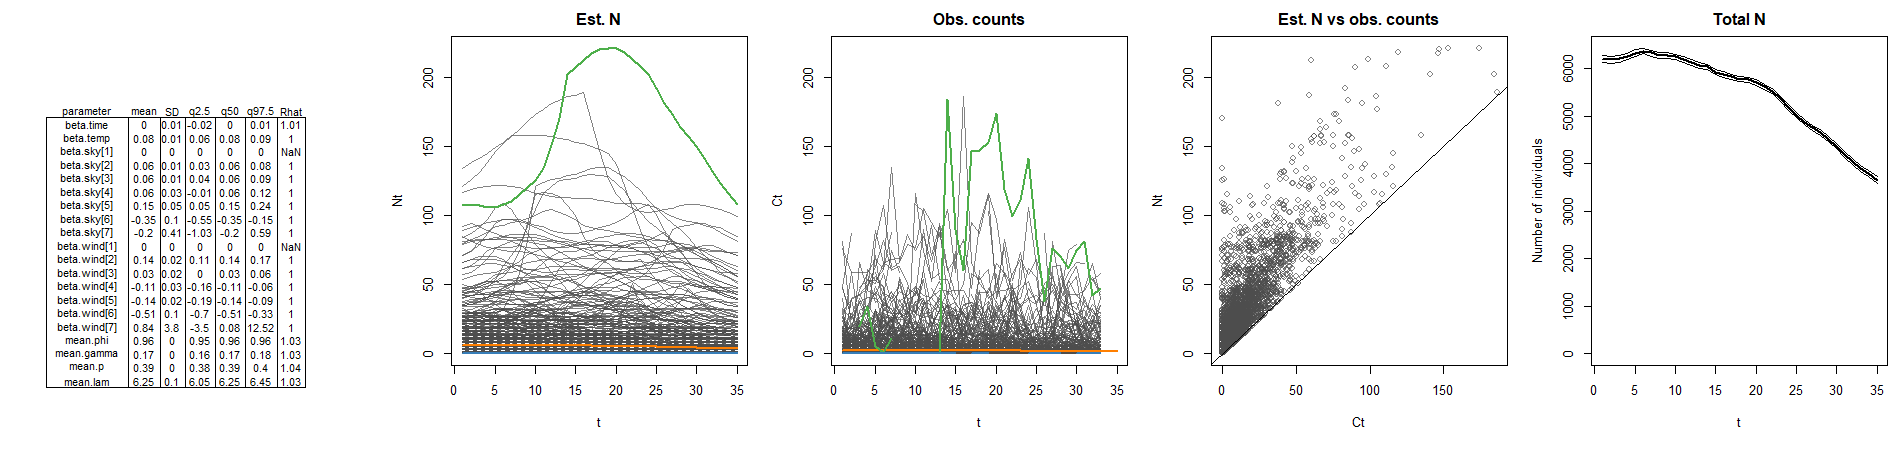 parameter mean SD q2.5 q50 q97.5 Rhat
beta.time 0 0.01 -0.02 0 0.01 1.01
beta.temp 0.08 0.01 0.06 0.08 0.09 1
beta.sky[1] 0 0 0 0 0 NaN
beta.sky[2] 0.06 0.01 0.03 0.06 0.08 1
beta.sky[3] 0.06 0.01 0.04 0.06 0.09 1
beta.sky[4] 0.06 0.03 -0.01 0.06 0.12 1
beta.sky[5] 0.15 0.05 0.05 0.15 0.24 1
beta.sky[6] -0.35 0.1 -0.55 -0.35 -0.15 1
beta.sky[7] -0.2 0.41 -1.03 -0.2 0.59 1
beta.wind[1] 0 0 0 0 0 NaN
beta.wind[2] 0.14 0.02 0.11 0.14 0.17 1
beta.wind[3] 0.03 0.02 0 0.03 0.06 1
beta.wind[4] -0.11 0.03 -0.16 -0.11 -0.06 1
beta.wind[5] -0.14 0.02 -0.19 -0.14 -0.09 1
beta.wind[6] -0.51 0.1 -0.7 -0.51 -0.33 1
beta.wind[7] 0.84 3.8 -3.5 0.08 12.52 1
mean.phi 0.96 0 0.95 0.96 0.96 1.03
mean.gamma 0.17 0 0.16 0.17 0.18 1.03
mean.p 0.39 0 0.38 0.39 0.4 1.04
mean.lam 6.25 0.1 6.05 6.25 6.45 1.03
Est. N
Nt
0 50 100 150 200
0 5 10 15 20 25 30 35
t
Obs. counts
Ct
0 50 100 150 200
0 5 10 15 20 25 30 35
t
Est. N vs obs. counts
Nt
0 50 100 150 200
0 50 100 150
Ct
Total N
Number of individuals
0 1000 2000 3000 4000 5000 6000
0 5 10 15 20 25 30 35
t